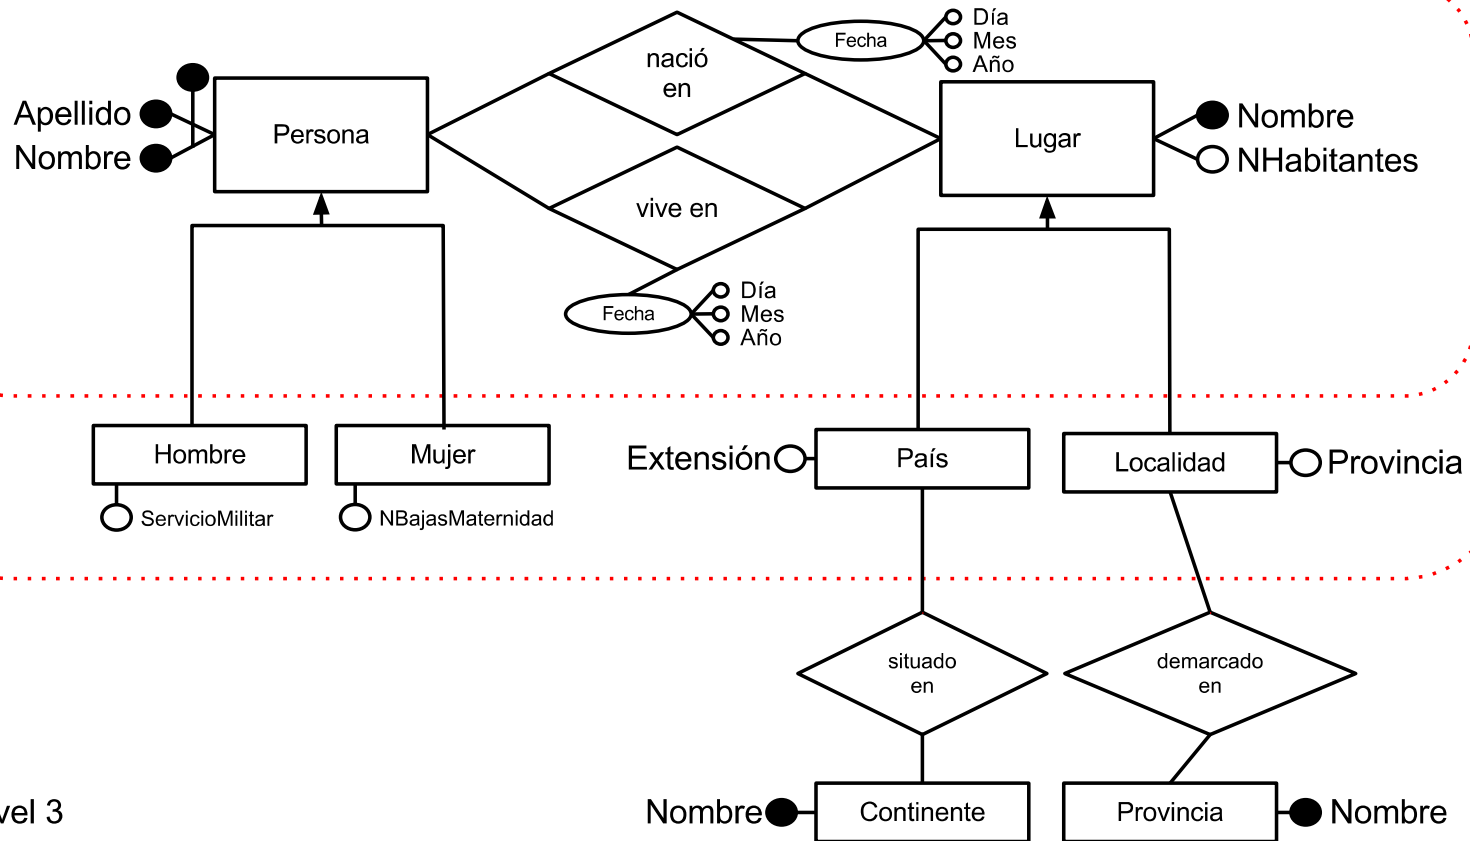 Día
Fecha
Mes
Año
nació
en
Apellido
Nombre
Persona
Lugar
Nombre
NHabitantes
vive en
Fecha
Día
Mes
Año
Hombre
Mujer
Extensión
País
Localidad
Provincia
ServicioMilitar
NBajasMaternidad
situado
en
demarcado
en
vel 3
Nombre
Continente
Provincia
Nombre